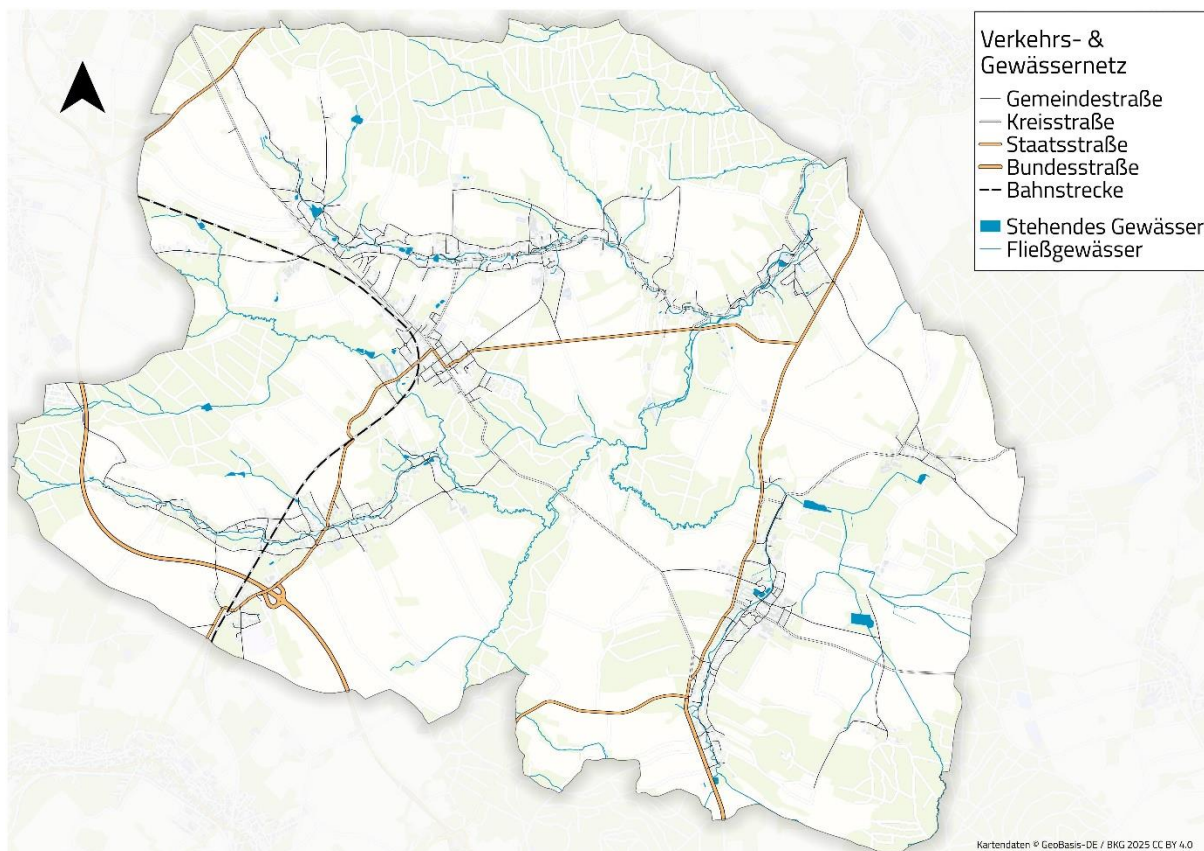 Verkehrs- &
Gewässernetz
Gemeindestraße
Kreisstraße
Staatsstraße
Bundesstraße
Bahnstrecke
Stehendes Gewässer
Fließgewässer
Kartendaten © GeoBasis-DE / BKG 2025 CC BY 4.0